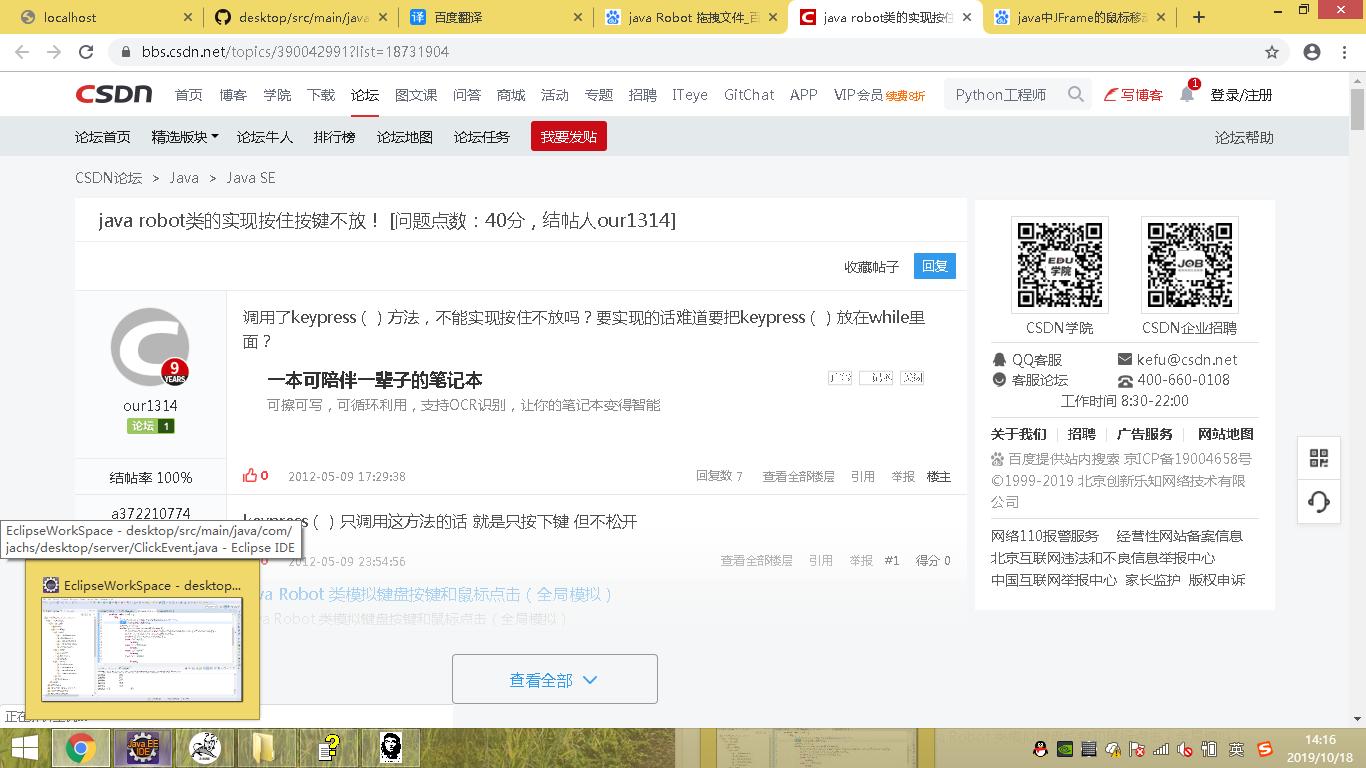 localhost
desktop/src/main/java
百度翻译
java Robot 拖拽文件_百
java robot类的实现按住
java中JFrame的鼠标移动
bbs.csdn.net/topics/390042991?list=18731904
CSDN 首页 博客 学院 下载 论坛 图文课 问答 商城 活动 专题 招聘 ITeye GitChat APP VIP会员 续费8折 Python工程师 写博客 1 登录/注册
论坛首页 精选版块 论坛牛人 排行榜 论坛地图 论坛任务 我要发贴 论坛帮助
CSDN论坛 > Java > Java SE
java robot类的实现按住按键不放！ [问题点数：40分，结帖人our1314]
收藏帖子 回复
调用了keypress（ ）方法，不能实现按住不放吗？要实现的话难道要把keypress（ ）放在while里
面？
一本可陪伴一辈子的笔记本
可擦可写，可循环利用，支持OCR识别，让你的笔记本变得智能
9
YEARS
our1314
论坛 1
结帖率 100%
0 2012-05-09 17:29:38 回复数 7 查看全部楼层 引用 举报 楼主
a372210774
keypress（ ）只调用这方法的话 就是只按下键 但不松开
2012-05-09 23:54:56 查看全部楼层 引用 举报 #1 得分 0
Robot 类模拟键盘按键和鼠标点击（全局模拟）
Robot 类模拟键盘按键和鼠标点击（全局模拟）
查看全部
EDU
学院
JOB
CSDN学院 CSDN企业招聘
QQ客服 kefu@csdn.net
客服论坛 400-660-0108
工作时间 8:30-22:00
关于我们 招聘 广告服务 网站地图
百度提供站内搜索 京ICP备19004658号
©1999-2019 北京创新乐知网络技术有限
公司
网络110报警服务 经营性网站备案信息
北京互联网违法和不良信息举报中心
中国互联网举报中心 家长监护 版权申诉
EclipseWorkSpace - desktop/src/main/java/com/
jachs/desktop/server/ClickEvent.java - Eclipse IDE
EclipseWorkSpace - desktop...
Java EE
IDE
英
14:16
2019/10/18